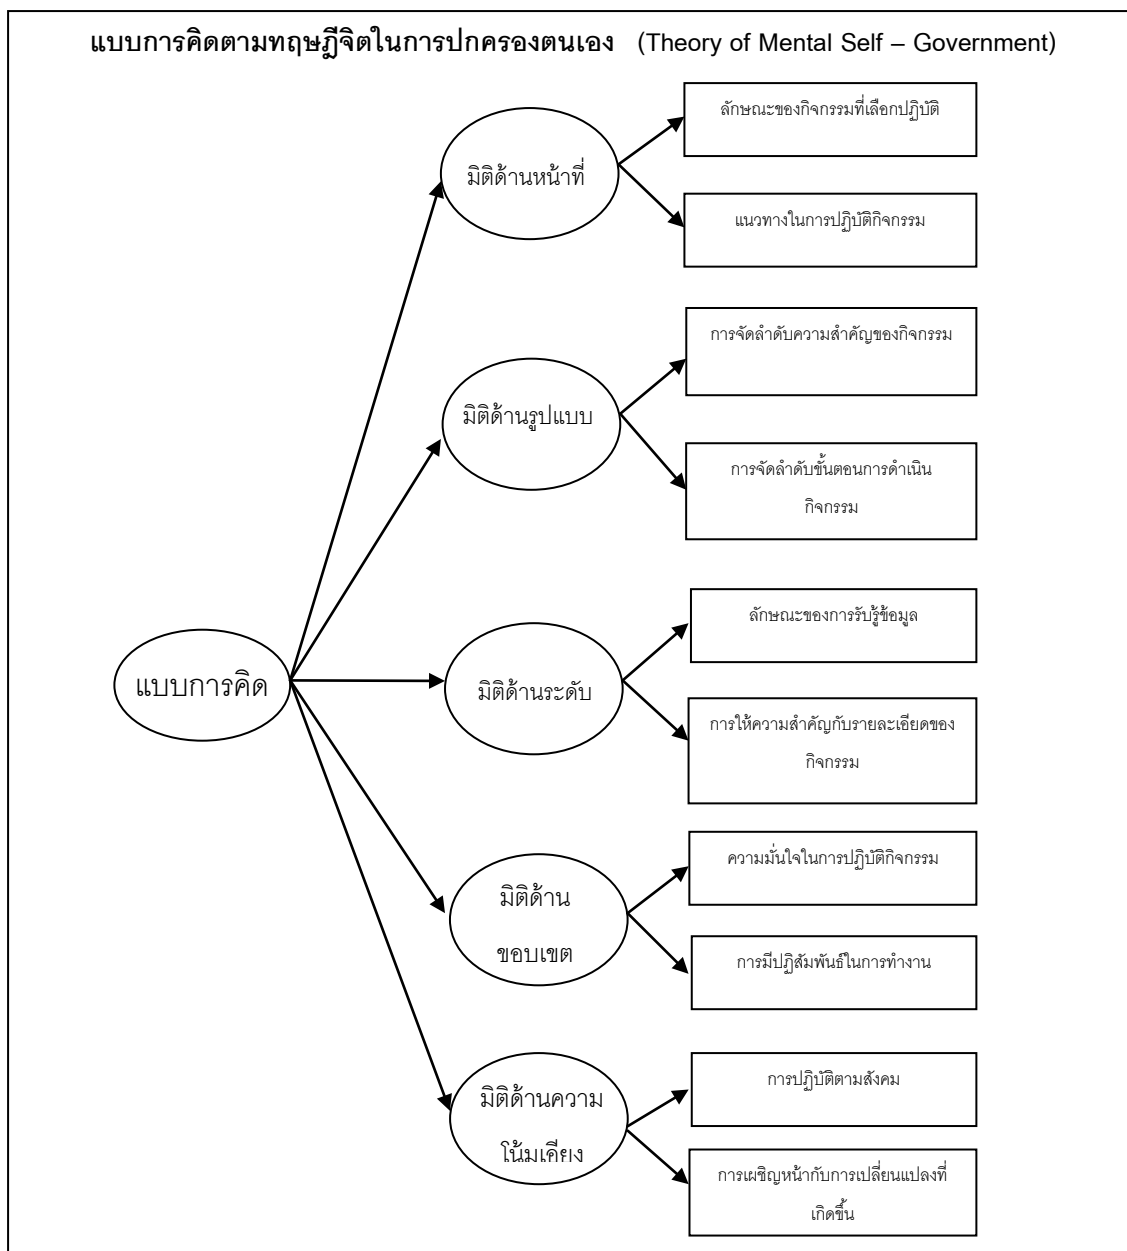 แบบการคิดตามทฤษฎีจิตในการปกครองตนเอง (Theory of Mental Self – Government)
ลักษณะของกิจกรรมที่เลือกปฏิบัติ
มิติด้านหน้าที่
แนวทางในการปฏิบัติกิจกรรม
การจัดลำดับความสำคัญของกิจกรรม
มิติด้านรูปแบบ
การจัดลำดับขั้นตอนการดำเนิน
กิจกรรม
ลักษณะของการรับรู้ข้อมูล
แบบการคิด
มิติด้านระดับ
การให้ความสำคัญกับรายละเอียดของ
กิจกรรม
ความมั่นใจในการปฏิบัติกิจกรรม
มิติด้าน
ขอบเขต
การมีปฏิสัมพันธ์ในการทำงาน
การปฏิบัติตามสังคม
มิติด้านความ
โน้มเคียง
การเผชิญหน้ากับการเปลี่ยนแปลงที่
เกิดขึ้น